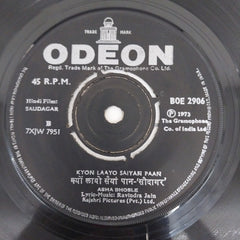 TRADE MARK
ODEON
Regd. Trade Mark of The Gramophone Co. Ltd.
45 R.P.M.
Hindi Film:
SAUDAGAR
BOE 2906
B
7XJW 7951
℗ 1973
The Gramophone
Co. of India Ltd.
KYON LAAYO SAIYAN PAAN
क्यों लायो सैंयां पान-"सौदागर"
ASHA BHOSLE
Lyric-Music: Ravindra Jain
Rajshri Pictures (Pvt.) Ltd.